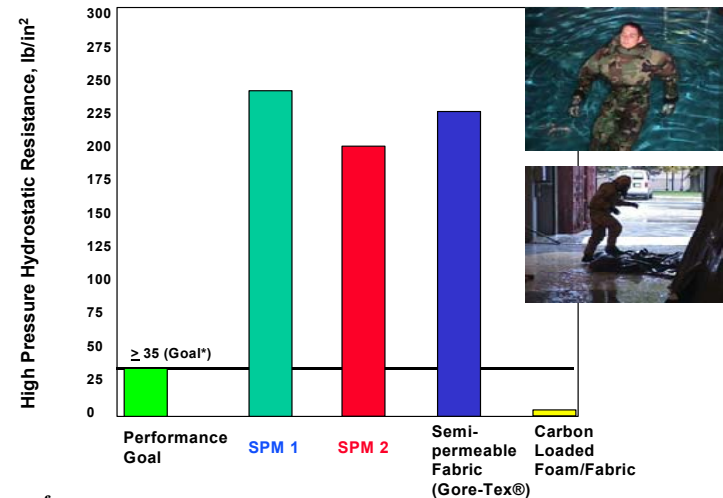 High Pressure Hydrostatic Resistance, lb/in²
300
250
225
200
175
150
125
100
75
50
25
0
≥ 35 (Goal*)
Performance
Goal
SPM 1
SPM 2
Semi-
permeable
Fabric
(Gore-Tex®)
Carbon
Loaded
Foam/Fabric